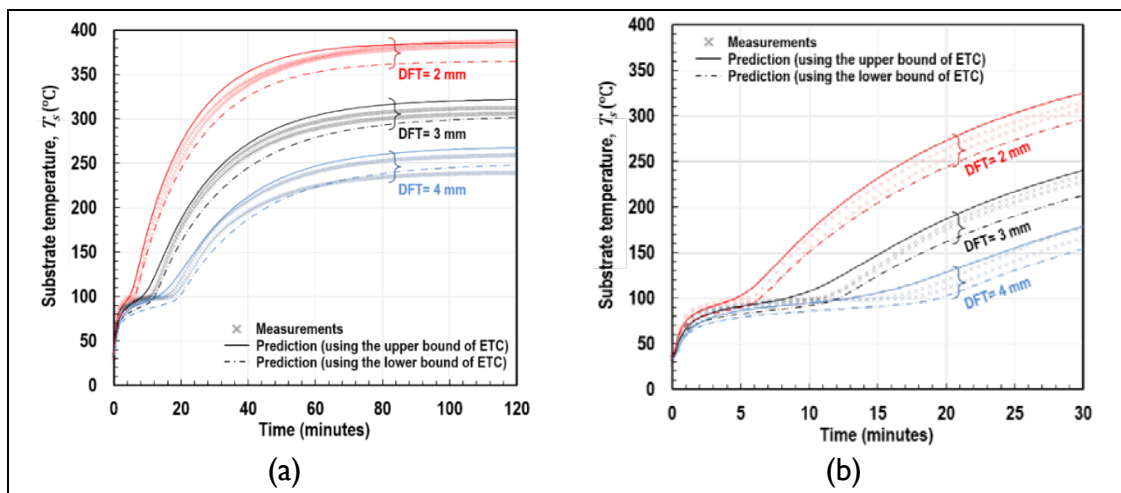 (a)
400
350
300
250
200
150
100
50
0
Substrate temperature, Ts (°C)
DFT= 2 mm
DFT= 3 mm
DFT= 4 mm
Measurements
Prediction (using the upper bound of ETC)
Prediction (using the lower bound of ETC)
0 20 40 60 80 100 120
Time (minutes)
(a)
(b)
400
350
300
250
200
150
100
50
0
Substrate temperature, Ts (°C)
Measurements
Prediction (using the upper bound of ETC)
Prediction (using the lower bound of ETC)
DFT= 2 mm
DFT= 3 mm
DFT= 4 mm
0 5 10 15 20 25 30
Time (minutes)
(b)